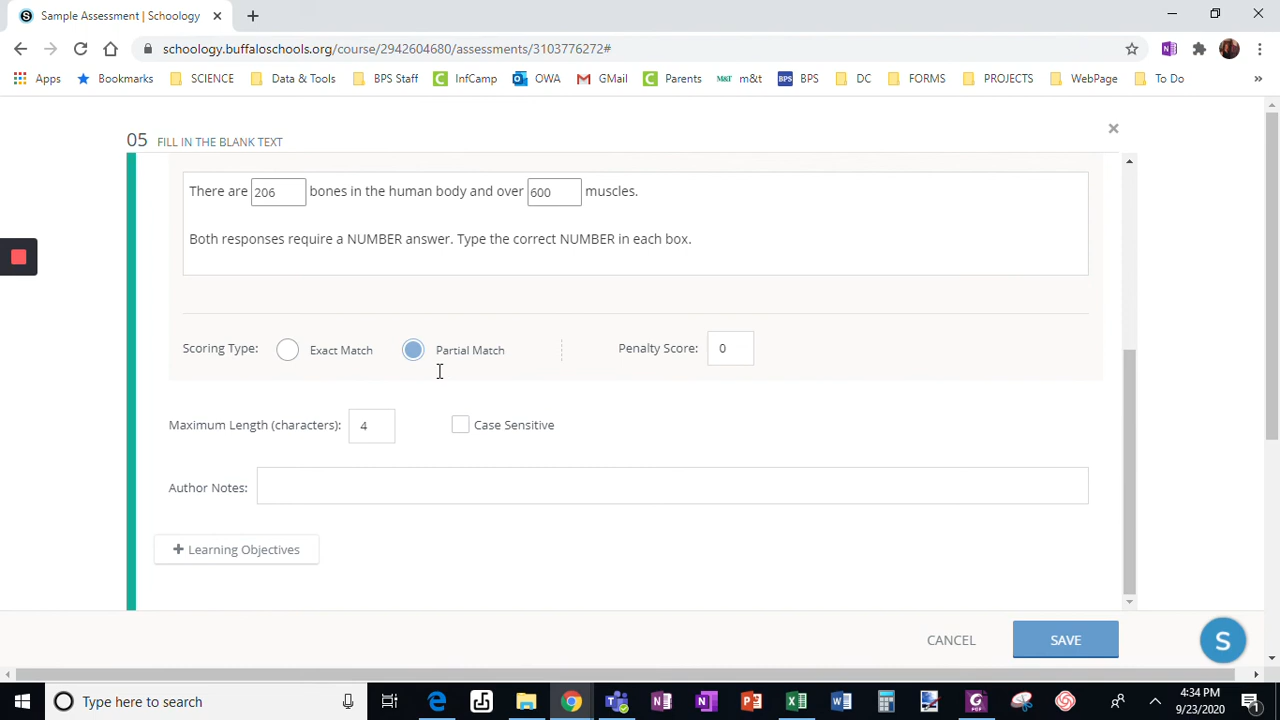 Sample Assessment | Schoology
schoology.buffaloschools.org/course/2942604680/assessments/3103776272#
Apps Bookmarks SCIENCE Data & Tools BPS Staff InfCamp OWA GMail Parents m&t m&t BPS BPS DC FORMS PROJECTS WebPage To Do »
05 FILL IN THE BLANK TEXT
There are 206 bones in the human body and over 600 muscles.
Both responses require a NUMBER answer. Type the correct NUMBER in each box.
Scoring Type: Exact Match Partial Match Penalty Score: 0
Maximum Length (characters): 4 Case Sensitive
Author Notes:
+ Learning Objectives
CANCEL SAVE S
Type here to search
4:34 PM
9/23/2020